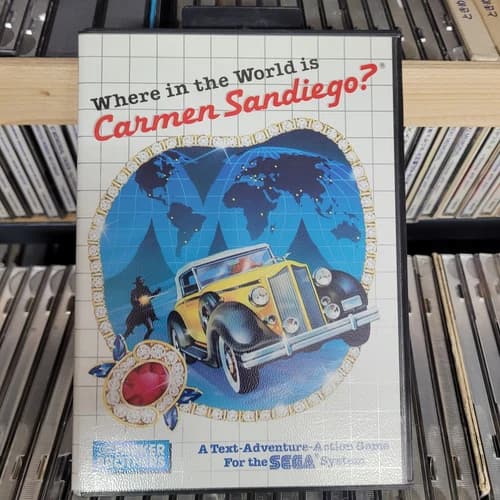 Where in the World is
Carmen Sandiego?®
PARKER
BROTHERS
A Text-Adventure-Action Game
For the SEGA System